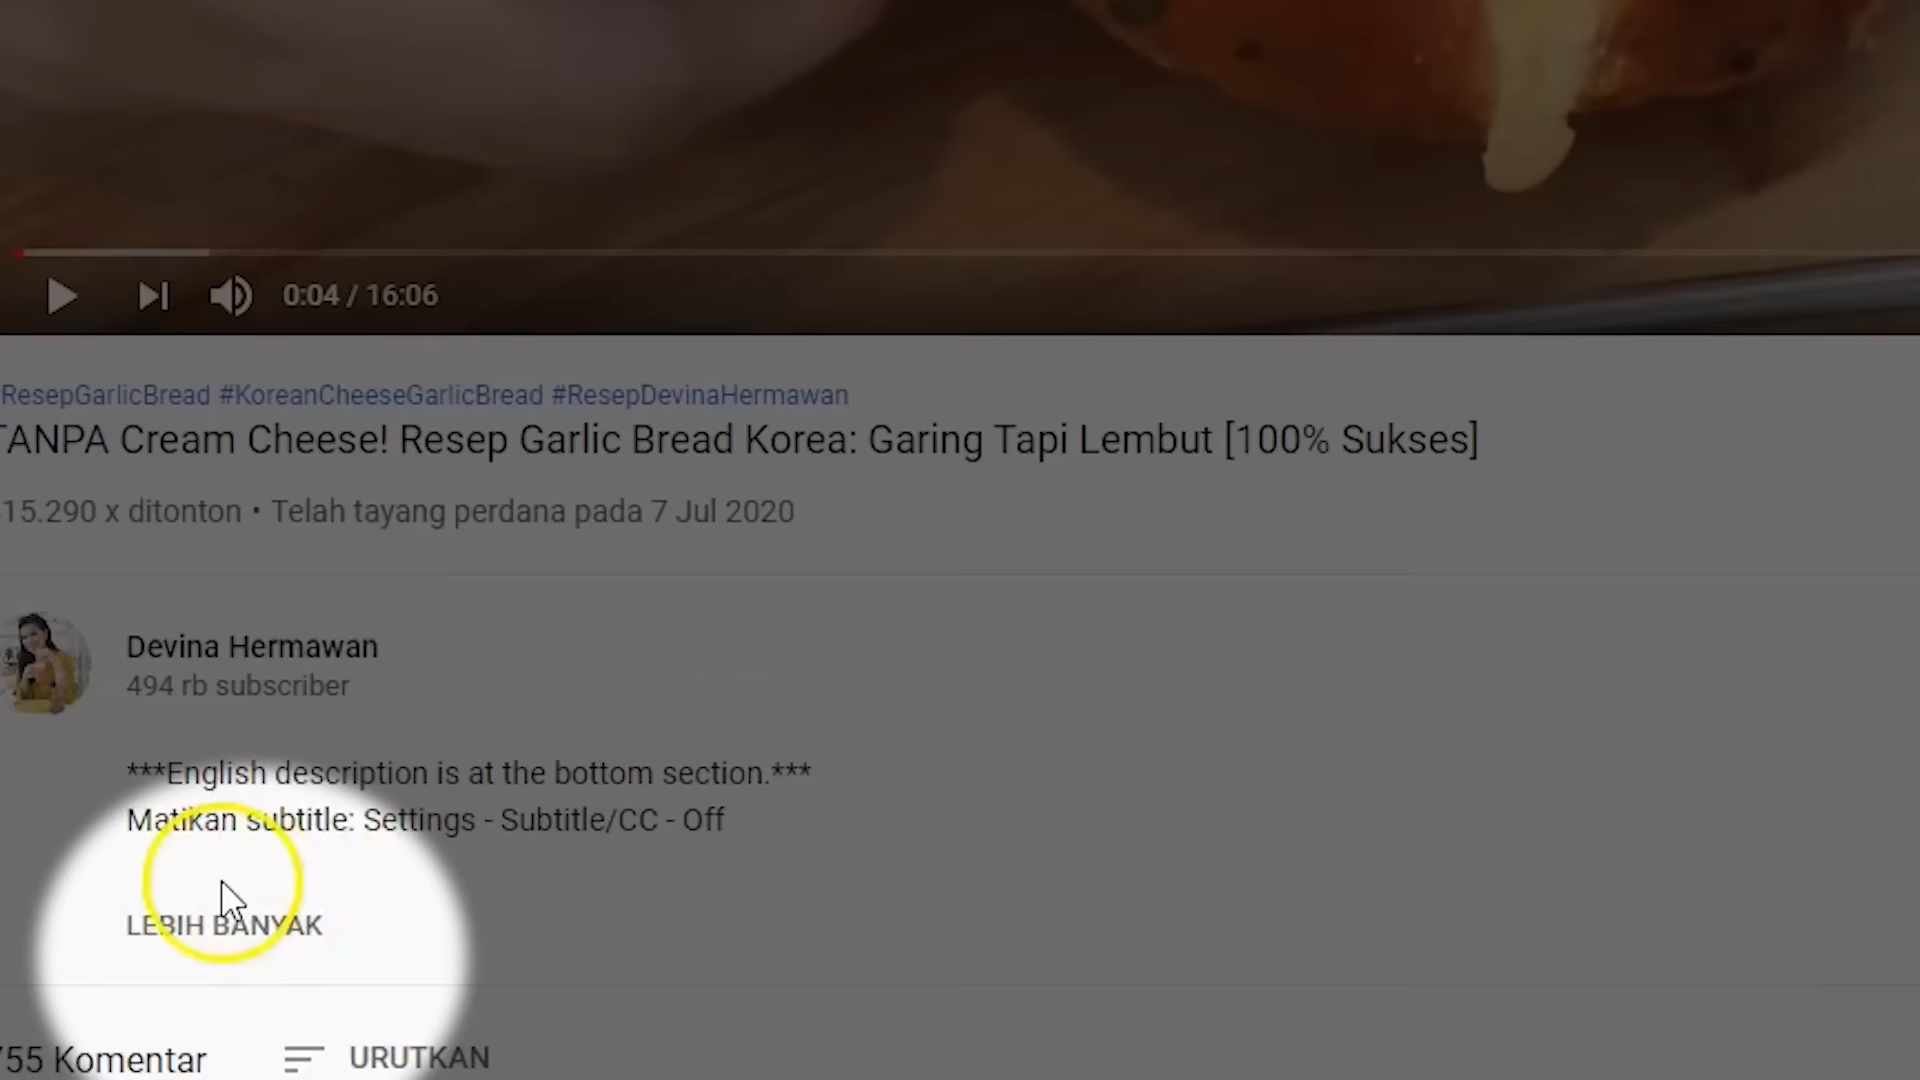 0:04 / 16:06
ResepGarlicBread #KoreanCheeseGarlicBread #ResepDevinaHermawan
TANPA Cream Cheese! Resep Garlic Bread Korea: Garing Tapi Lembut [100% Sukses]
15.290 x ditonton • Telah tayang perdana pada 7 Jul 2020
Devina Hermawan
494 rb subscriber
***English description is at the bottom section.***
Matikan subtitle: Settings - Subtitle/CC - Off
LEBIH BANYAK
755 Komentar URUTKAN